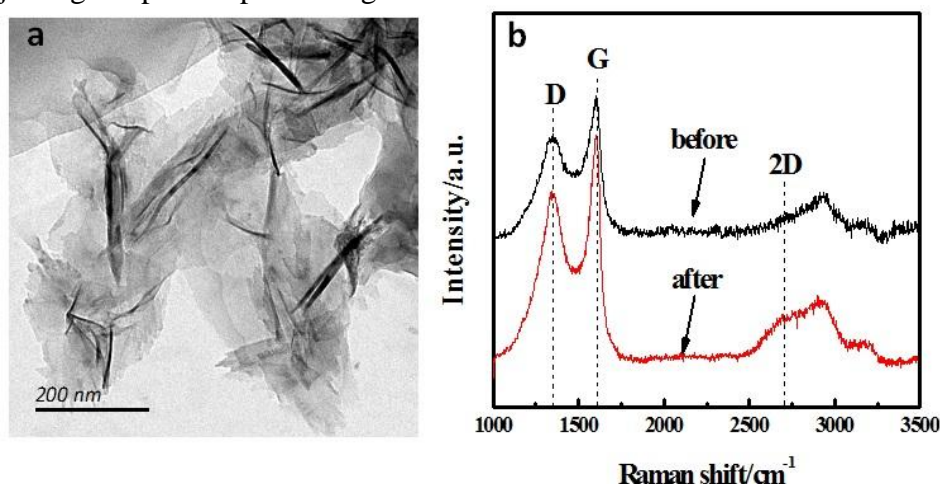 a
200 nm
b
D
G
before
2D
after
Intensity/a.u.
1000 1500 2000 2500 3000 3500
Raman shift/cm⁻¹